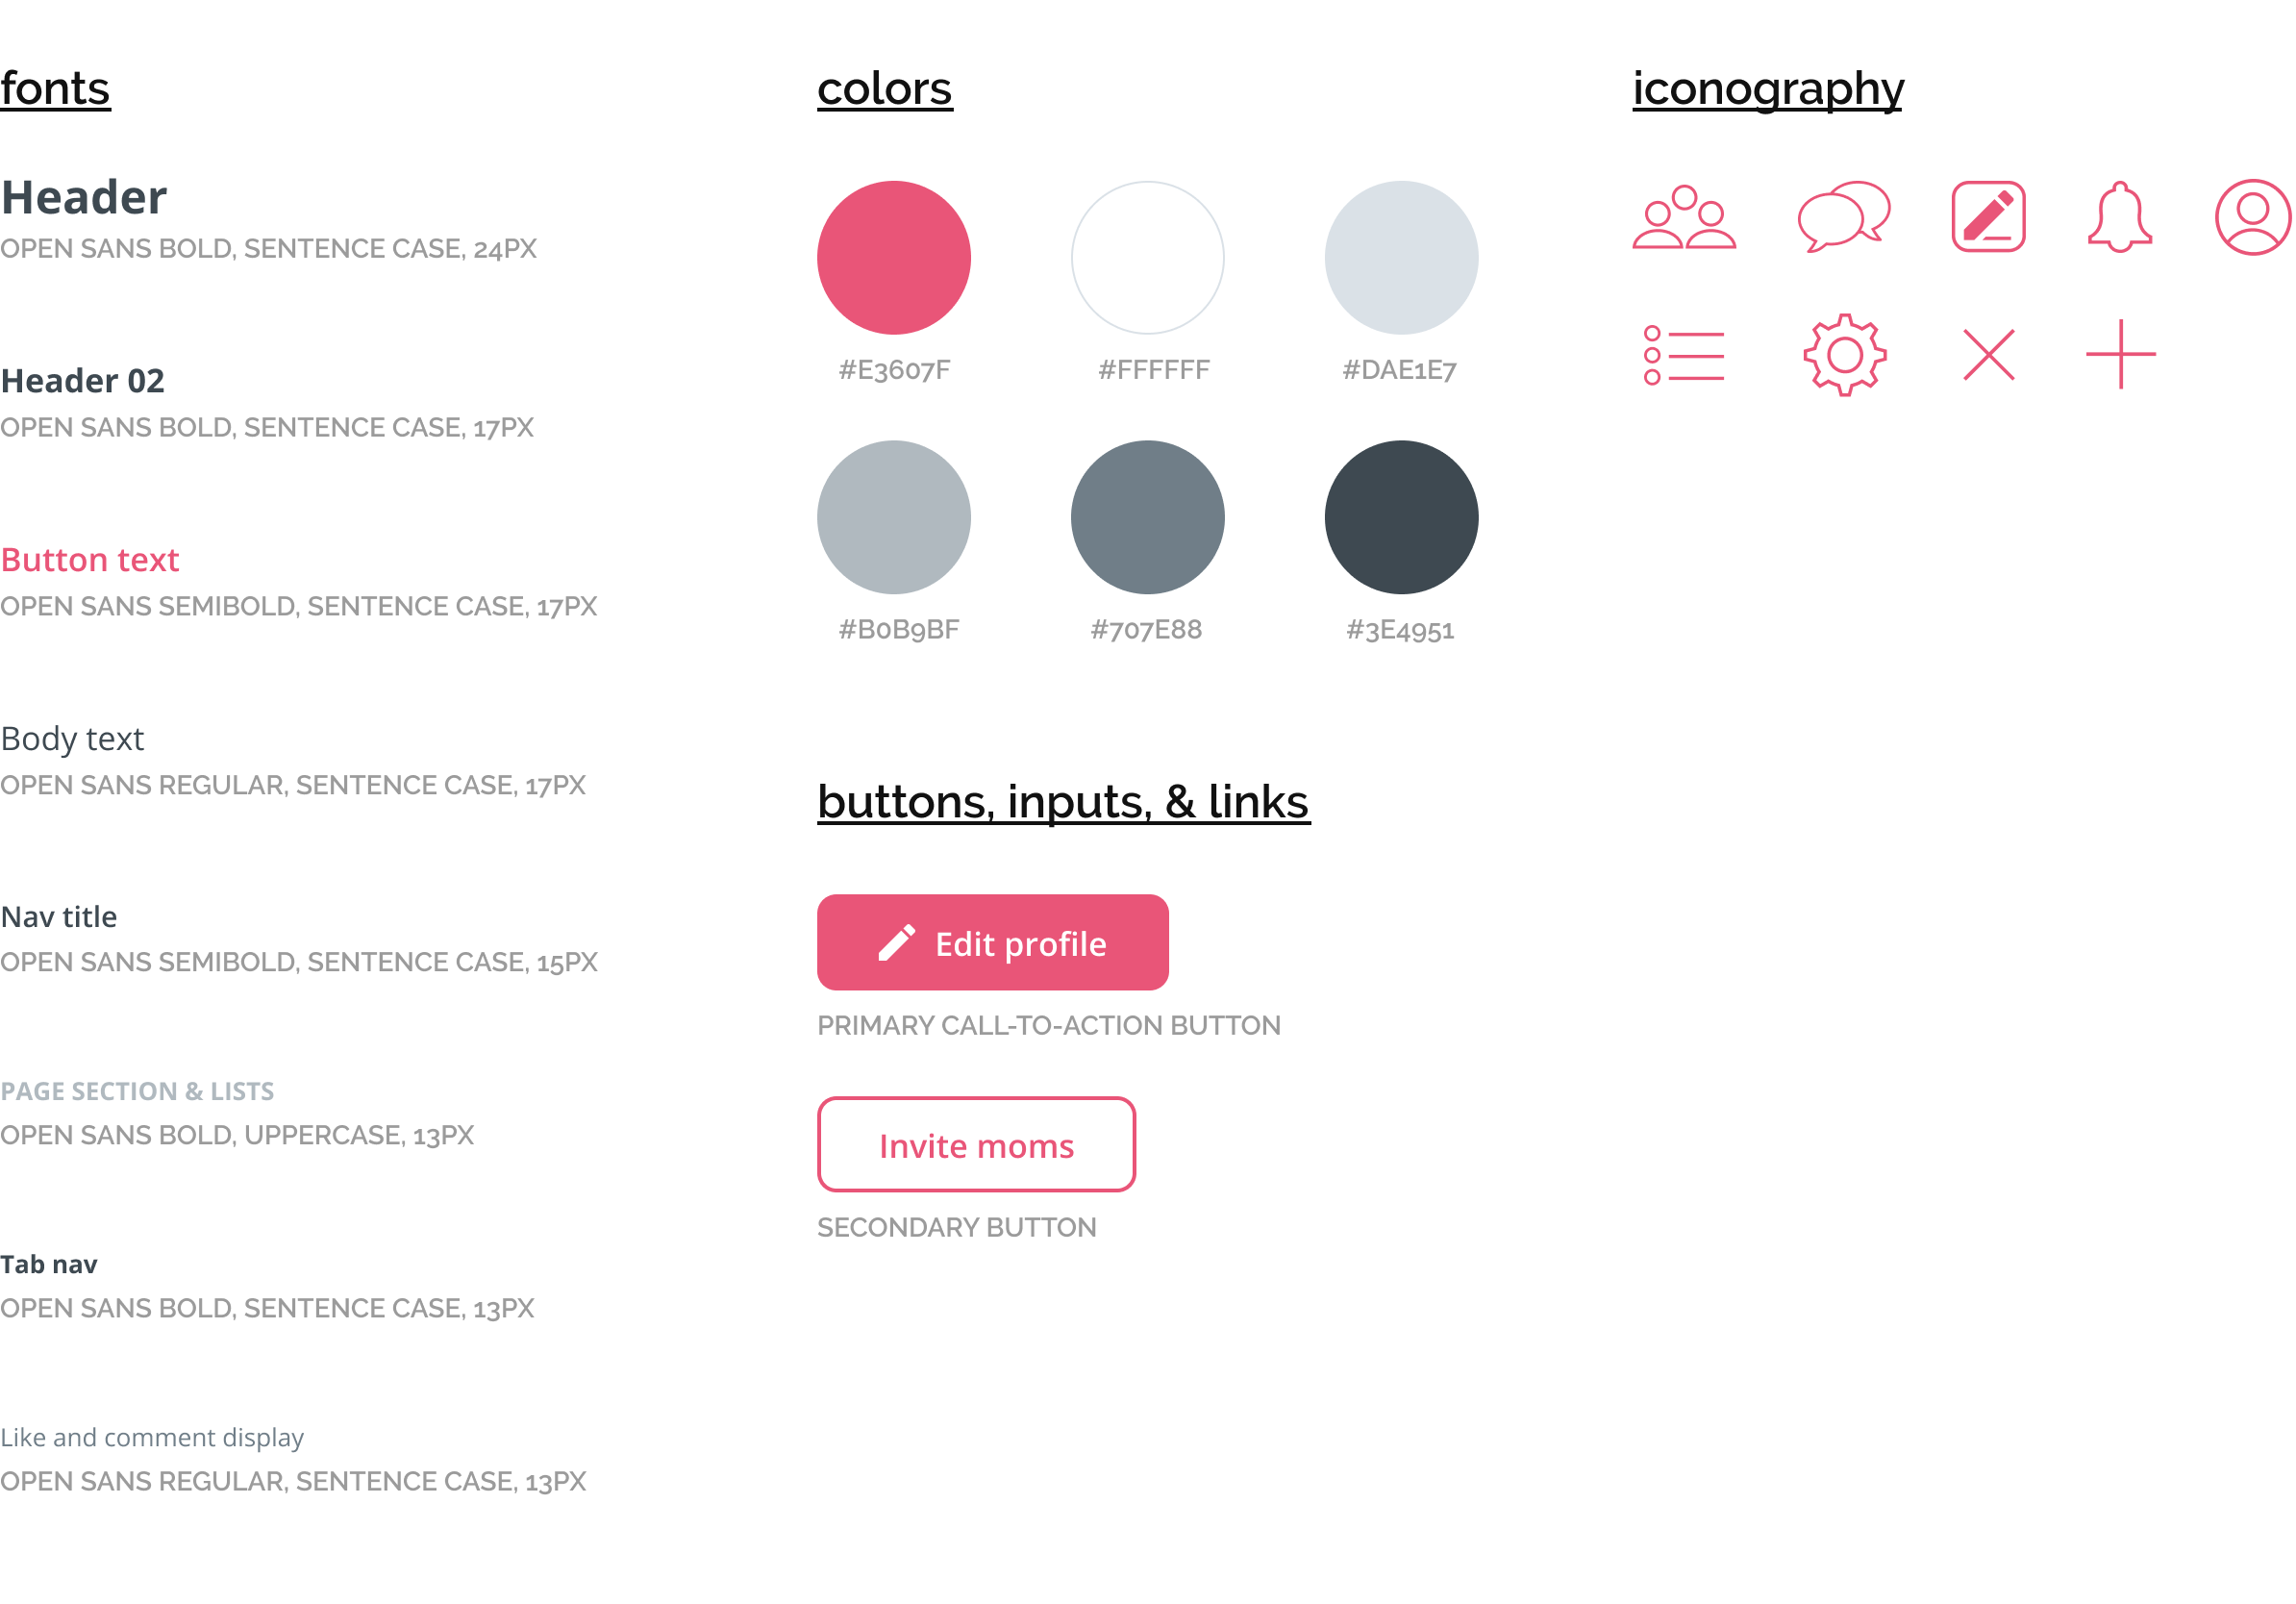 fonts
Header
OPEN SANS BOLD, SENTENCE CASE, 24PX
Header 02
OPEN SANS BOLD, SENTENCE CASE, 17PX
Button text
OPEN SANS SEMIBOLD, SENTENCE CASE, 17PX
Body text
OPEN SANS REGULAR, SENTENCE CASE, 17PX
Nav title
OPEN SANS SEMIBOLD, SENTENCE CASE, 15PX
PAGE SECTION & LISTS
OPEN SANS BOLD, UPPERCASE, 13PX
Tab nav
OPEN SANS BOLD, SENTENCE CASE, 13PX
Like and comment display
OPEN SANS REGULAR, SENTENCE CASE, 13PX
colors
#E3607F
#FFFFFF
#DAE1E7
#B0B9BF
#707E88
#3E4951
buttons, inputs, & links
Edit profile
PRIMARY CALL-TO-ACTION BUTTON
Invite moms
SECONDARY BUTTON
iconography